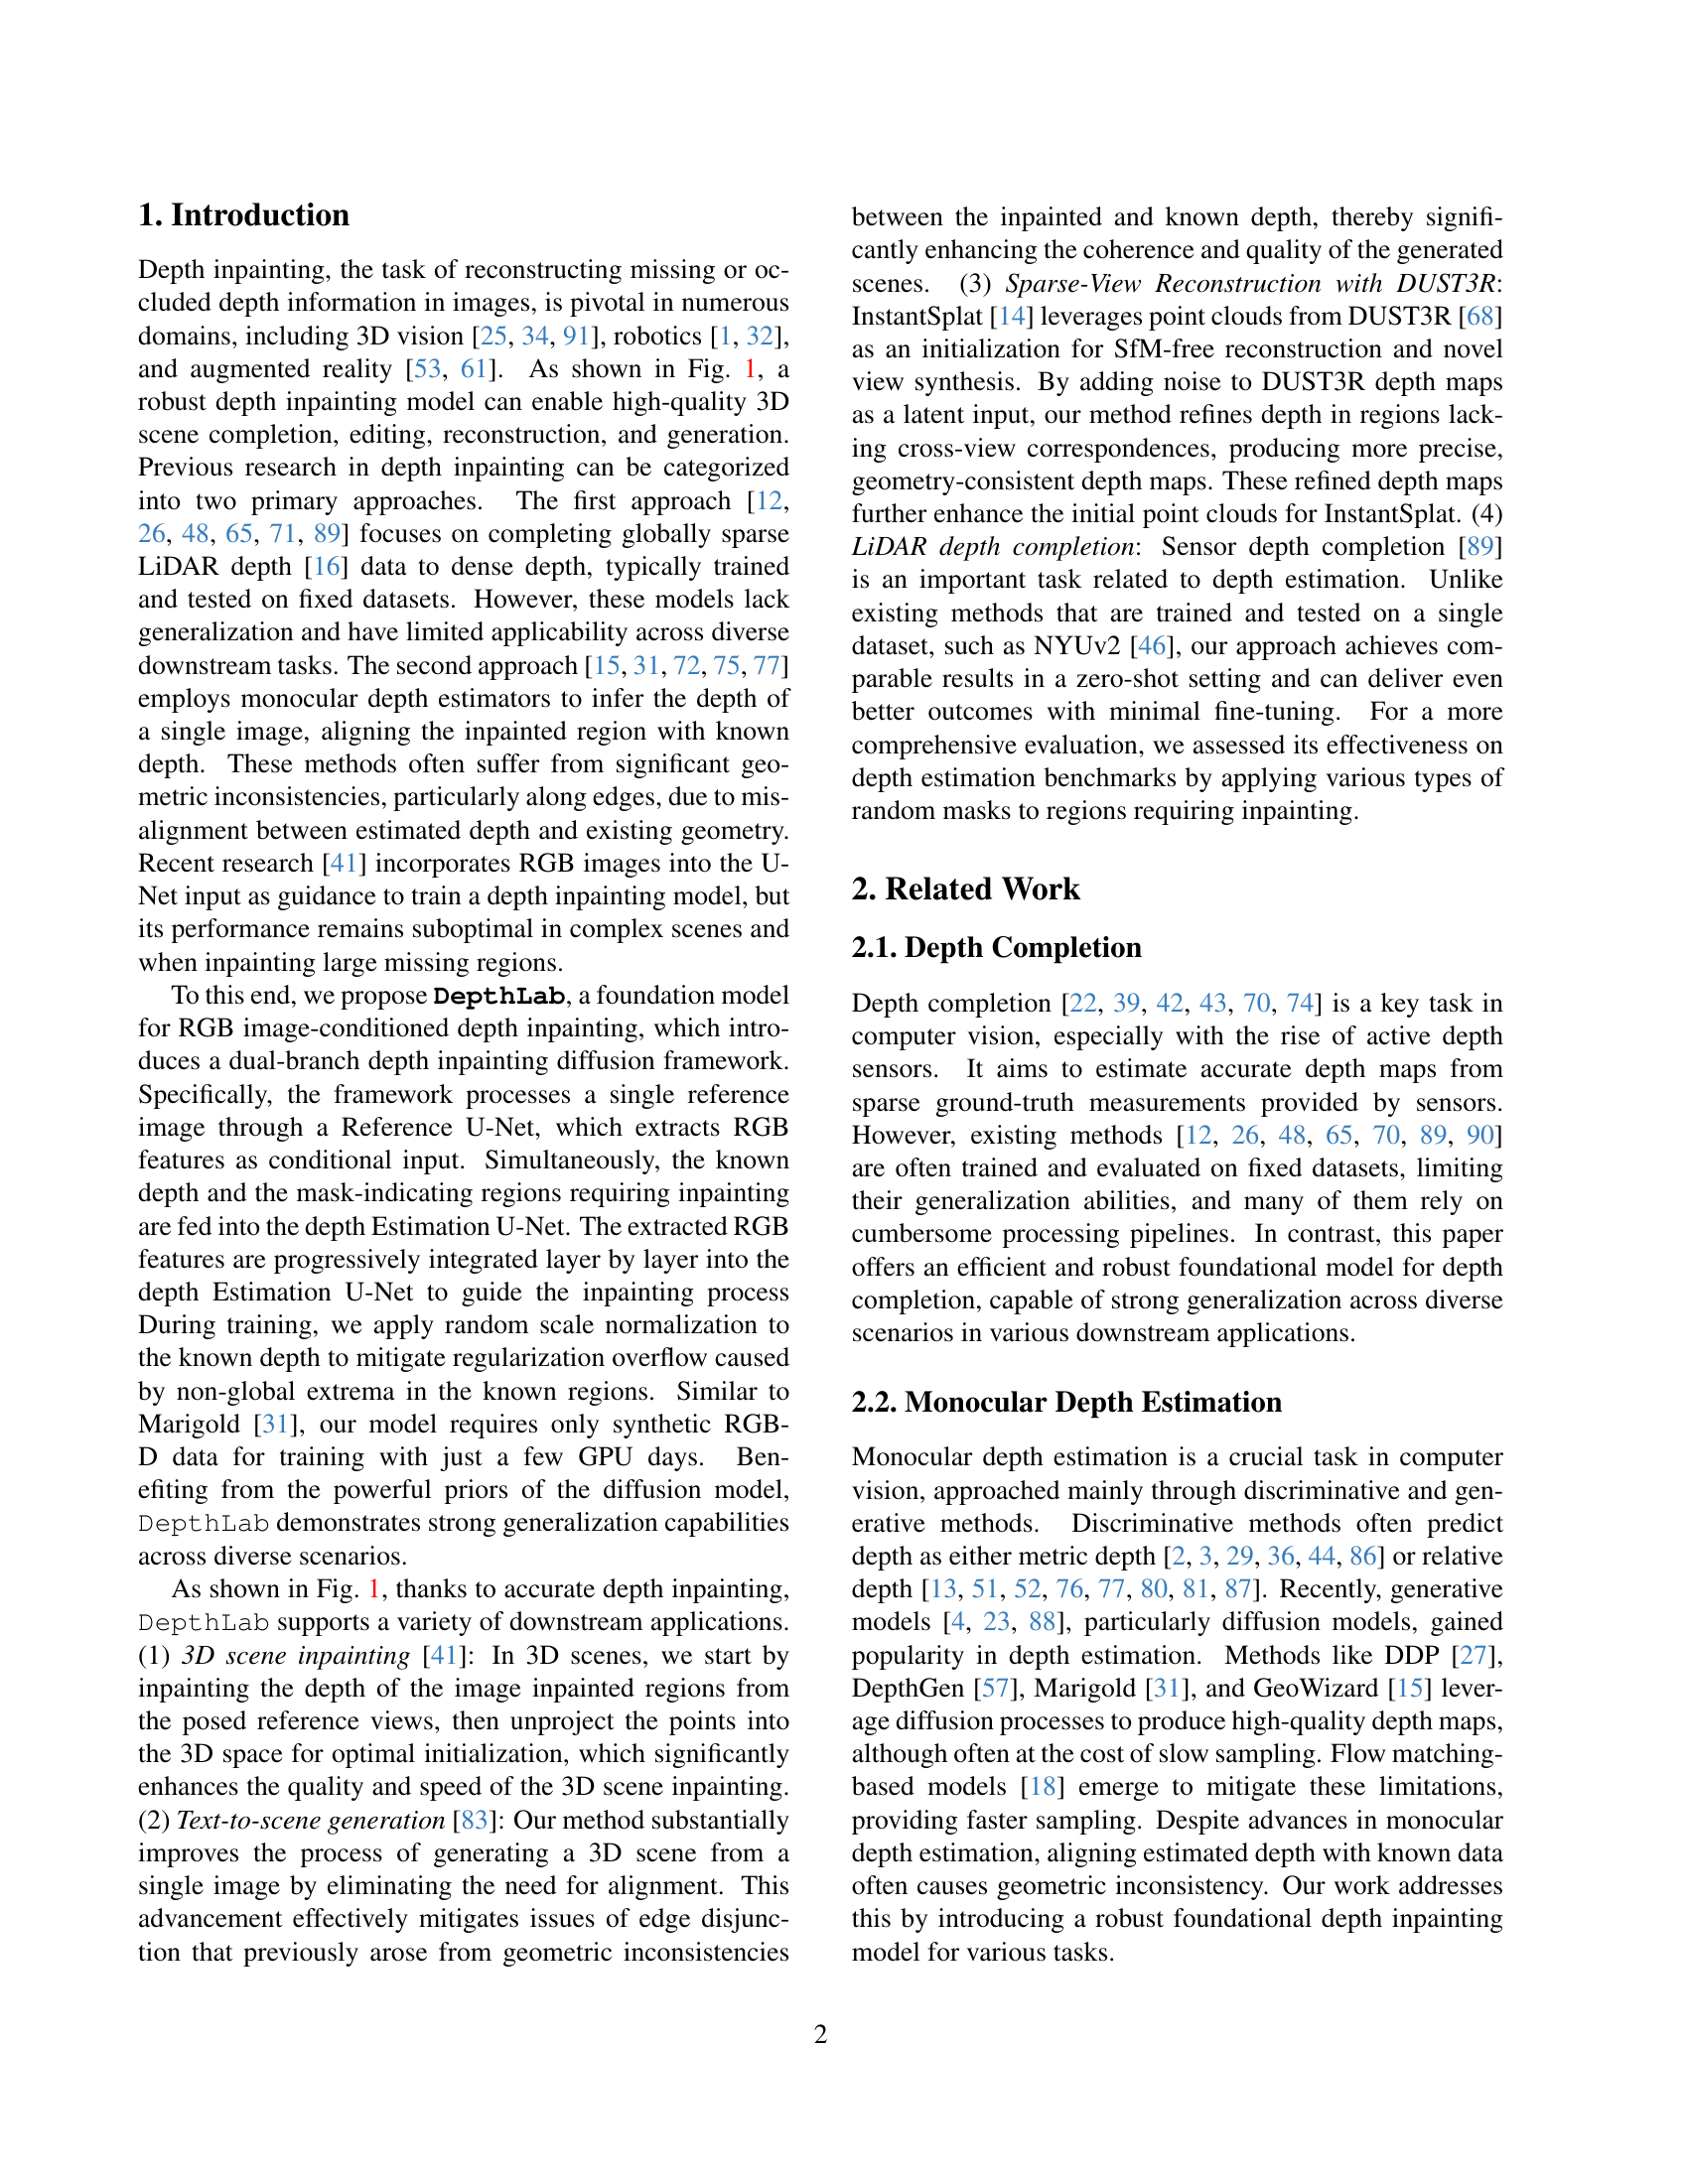 1. Introduction
Depth inpainting, the task of reconstructing missing or oc-
cluded depth information in images, is pivotal in numerous
domains, including 3D vision [25, 34, 91], robotics [1, 32],
and augmented reality [53, 61]. As shown in Fig. 1, a
robust depth inpainting model can enable high-quality 3D
scene completion, editing, reconstruction, and generation.
Previous research in depth inpainting can be categorized
into two primary approaches. The first approach [12,
26, 48, 65, 71, 89] focuses on completing globally sparse
LiDAR depth [16] data to dense depth, typically trained
and tested on fixed datasets. However, these models lack
generalization and have limited applicability across diverse
downstream tasks. The second approach [15, 31, 72, 75, 77]
employs monocular depth estimators to infer the depth of
a single image, aligning the inpainted region with known
depth. These methods often suffer from significant geo-
metric inconsistencies, particularly along edges, due to mis-
alignment between estimated depth and existing geometry.
Recent research [41] incorporates RGB images into the U-
Net input as guidance to train a depth inpainting model, but
its performance remains suboptimal in complex scenes and
when inpainting large missing regions.
To this end, we propose DepthLab, a foundation model
for RGB image-conditioned depth inpainting, which intro-
duces a dual-branch depth inpainting diffusion framework.
Specifically, the framework processes a single reference
image through a Reference U-Net, which extracts RGB
features as conditional input. Simultaneously, the known
depth and the mask-indicating regions requiring inpainting
are fed into the depth Estimation U-Net. The extracted RGB
features are progressively integrated layer by layer into the
depth Estimation U-Net to guide the inpainting process
During training, we apply random scale normalization to
the known depth to mitigate regularization overflow caused
by non-global extrema in the known regions. Similar to
Marigold [31], our model requires only synthetic RGB-
D data for training with just a few GPU days. Ben-
efiting from the powerful priors of the diffusion model,
DepthLab demonstrates strong generalization capabilities
across diverse scenarios.
As shown in Fig. 1, thanks to accurate depth inpainting,
DepthLab supports a variety of downstream applications.
(1) 3D scene inpainting [41]: In 3D scenes, we start by
inpainting the depth of the image inpainted regions from
the posed reference views, then unproject the points into
the 3D space for optimal initialization, which significantly
enhances the quality and speed of the 3D scene inpainting.
(2) Text-to-scene generation [83]: Our method substantially
improves the process of generating a 3D scene from a
single image by eliminating the need for alignment. This
advancement effectively mitigates issues of edge disjunc-
tion that previously arose from geometric inconsistencies
between the inpainted and known depth, thereby signifi-
cantly enhancing the coherence and quality of the generated
scenes. (3) Sparse-View Reconstruction with DUST3R:
InstantSplat [14] leverages point clouds from DUST3R [68]
as an initialization for SfM-free reconstruction and novel
view synthesis. By adding noise to DUST3R depth maps
as a latent input, our method refines depth in regions lack-
ing cross-view correspondences, producing more precise,
geometry-consistent depth maps. These refined depth maps
further enhance the initial point clouds for InstantSplat. (4)
LiDAR depth completion: Sensor depth completion [89]
is an important task related to depth estimation. Unlike
existing methods that are trained and tested on a single
dataset, such as NYUv2 [46], our approach achieves com-
parable results in a zero-shot setting and can deliver even
better outcomes with minimal fine-tuning. For a more
comprehensive evaluation, we assessed its effectiveness on
depth estimation benchmarks by applying various types of
random masks to regions requiring inpainting.
2. Related Work
2.1. Depth Completion
Depth completion [22, 39, 42, 43, 70, 74] is a key task in
computer vision, especially with the rise of active depth
sensors. It aims to estimate accurate depth maps from
sparse ground-truth measurements provided by sensors.
However, existing methods [12, 26, 48, 65, 70, 89, 90]
are often trained and evaluated on fixed datasets, limiting
their generalization abilities, and many of them rely on
cumbersome processing pipelines. In contrast, this paper
offers an efficient and robust foundational model for depth
completion, capable of strong generalization across diverse
scenarios in various downstream applications.
2.2. Monocular Depth Estimation
Monocular depth estimation is a crucial task in computer
vision, approached mainly through discriminative and gen-
erative methods. Discriminative methods often predict
depth as either metric depth [2, 3, 29, 36, 44, 86] or relative
depth [13, 51, 52, 76, 77, 80, 81, 87]. Recently, generative
models [4, 23, 88], particularly diffusion models, gained
popularity in depth estimation. Methods like DDP [27],
DepthGen [57], Marigold [31], and GeoWizard [15] lever-
age diffusion processes to produce high-quality depth maps,
although often at the cost of slow sampling. Flow matching-
based models [18] emerge to mitigate these limitations,
providing faster sampling. Despite advances in monocular
depth estimation, aligning estimated depth with known data
often causes geometric inconsistency. Our work addresses
this by introducing a robust foundational depth inpainting
model for various tasks.
2